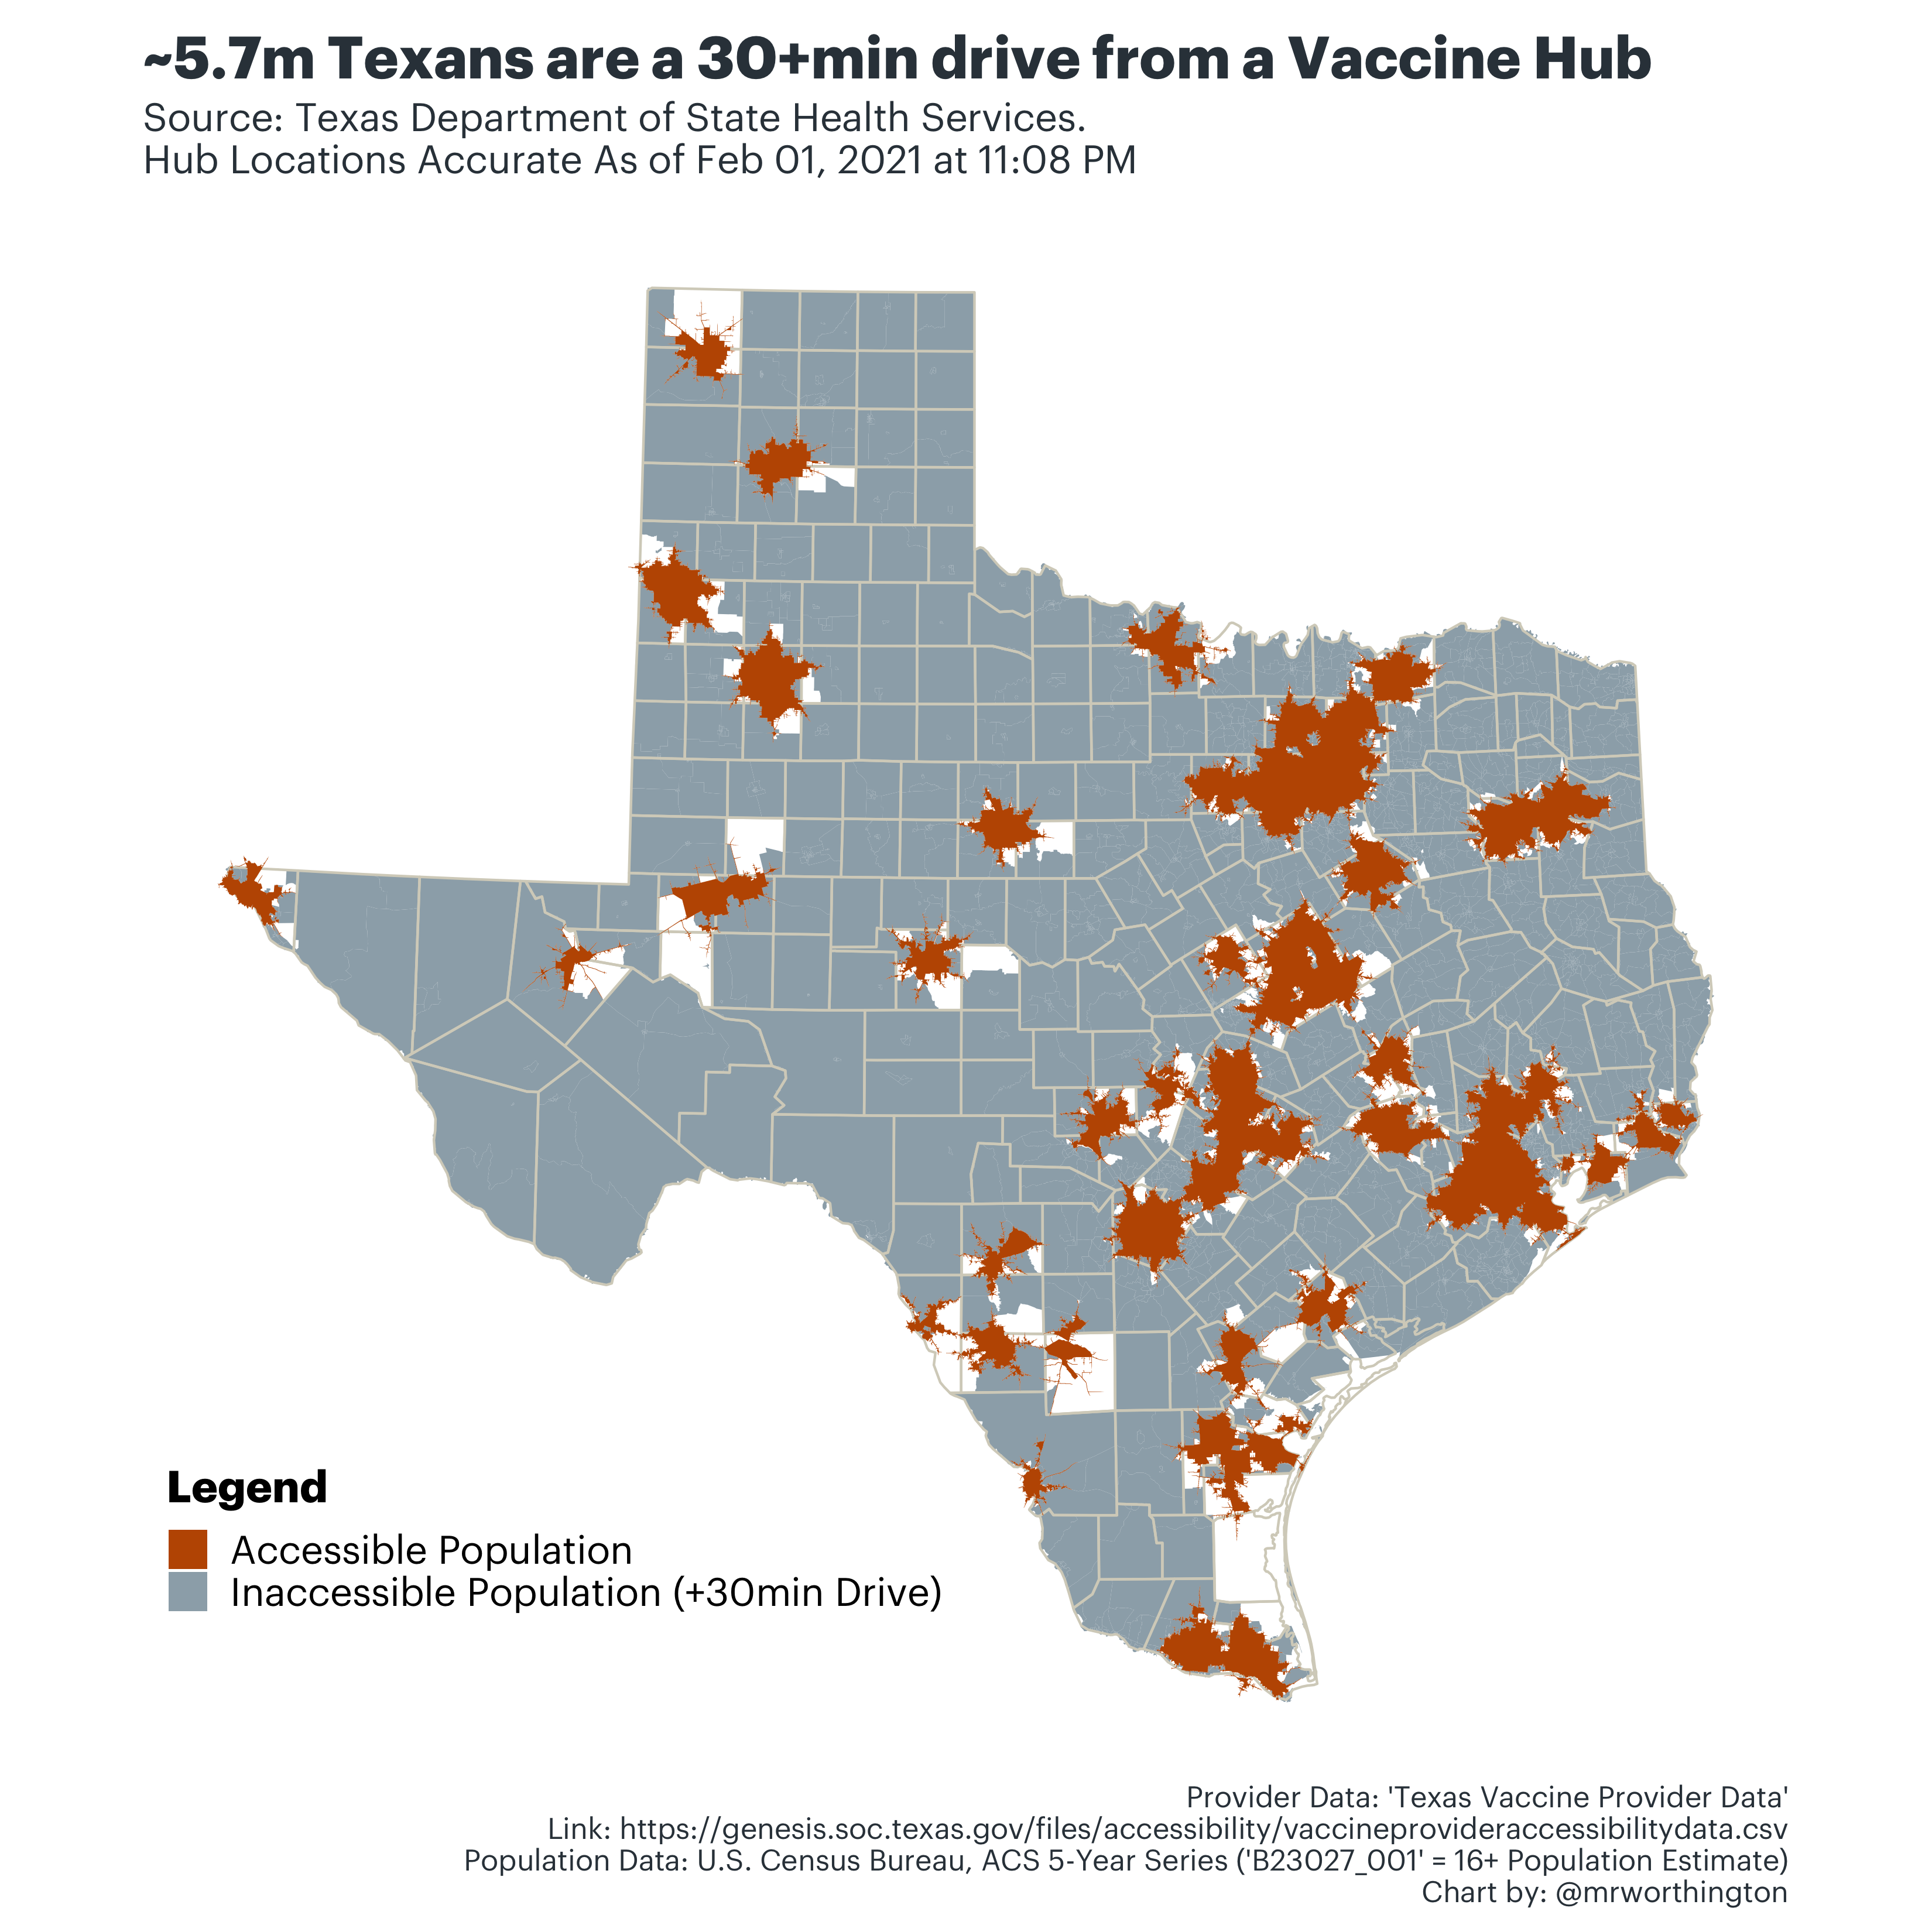 ~5.7m Texans are a 30+min drive from a Vaccine Hub
Source: Texas Department of State Health Services.
Hub Locations Accurate As of Feb 01, 2021 at 11:08 PM
Legend
Accessible Population
Inaccessible Population (+30min Drive)
Provider Data: 'Texas Vaccine Provider Data'
Link: https://genesis.soc.texas.gov/files/accessibility/vaccineprovideraccessibilitydata.csv
Population Data: U.S. Census Bureau, ACS 5-Year Series ('B23027_001' = 16+ Population Estimate)
Chart by: @mrworthington